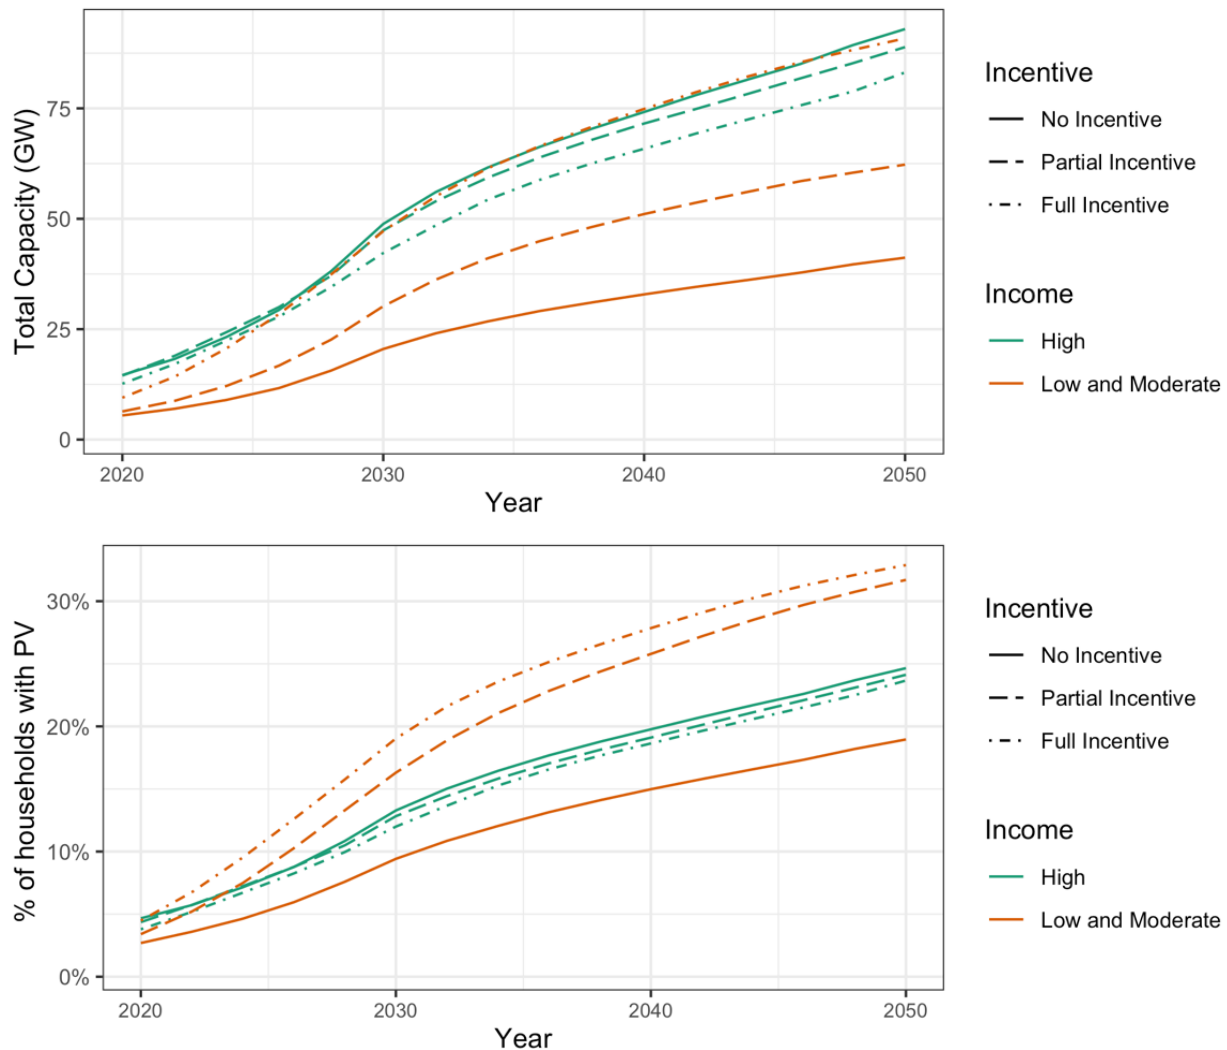 Total Capacity (GW)
75
50
25
0
2020 2030 2040 2050
Year
Incentive
No Incentive
Partial Incentive
Full Incentive
Income
High
Low and Moderate
% of households with PV
30%
20%
10%
0%
2020 2030 2040 2050
Year
Incentive
No Incentive
Partial Incentive
Full Incentive
Income
High
Low and Moderate